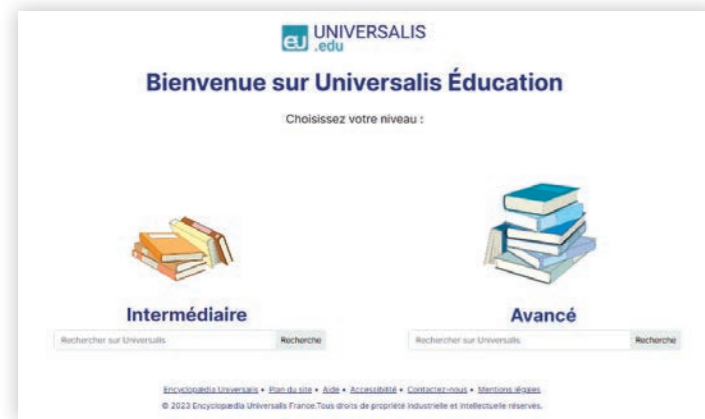 eu UNIVERSALIS
.edu
Bienvenue sur Universalis Éducation
Choisissez votre niveau :
Intermédiaire
Rechercher sur Universalis Recherche
Avancé
Rechercher sur Universalis Recherche
Encyclopædia Universalis • Plan du site • Aide • Accessibilité • Contactez-nous • Mentions légales
© 2023 Encyclopædia Universalis France.Tous droits de propriété industrielle et intellectuelle réservés.